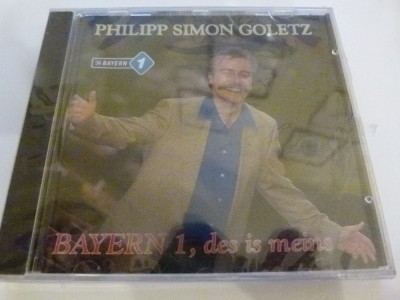 PHILIPP SIMON GOLETZ
BAYERN 1
BAYERN 1, des is meins